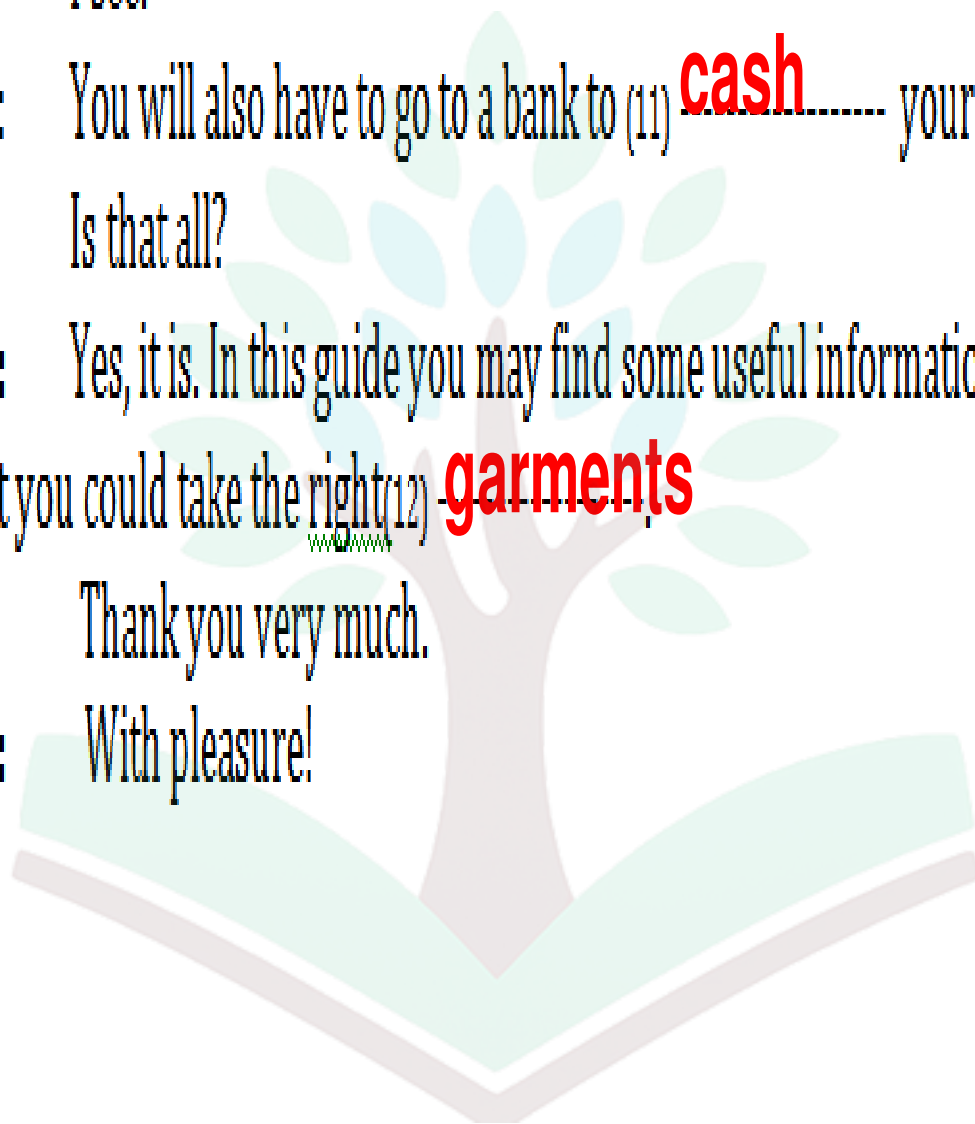 : You will also have to go to a bank to (11) cash ---------------- your
Is that all?
: Yes, it is. In this guide you may find some useful
t you could take the right(12) garments ----------------.
Thank you very much.
: With pleasure!